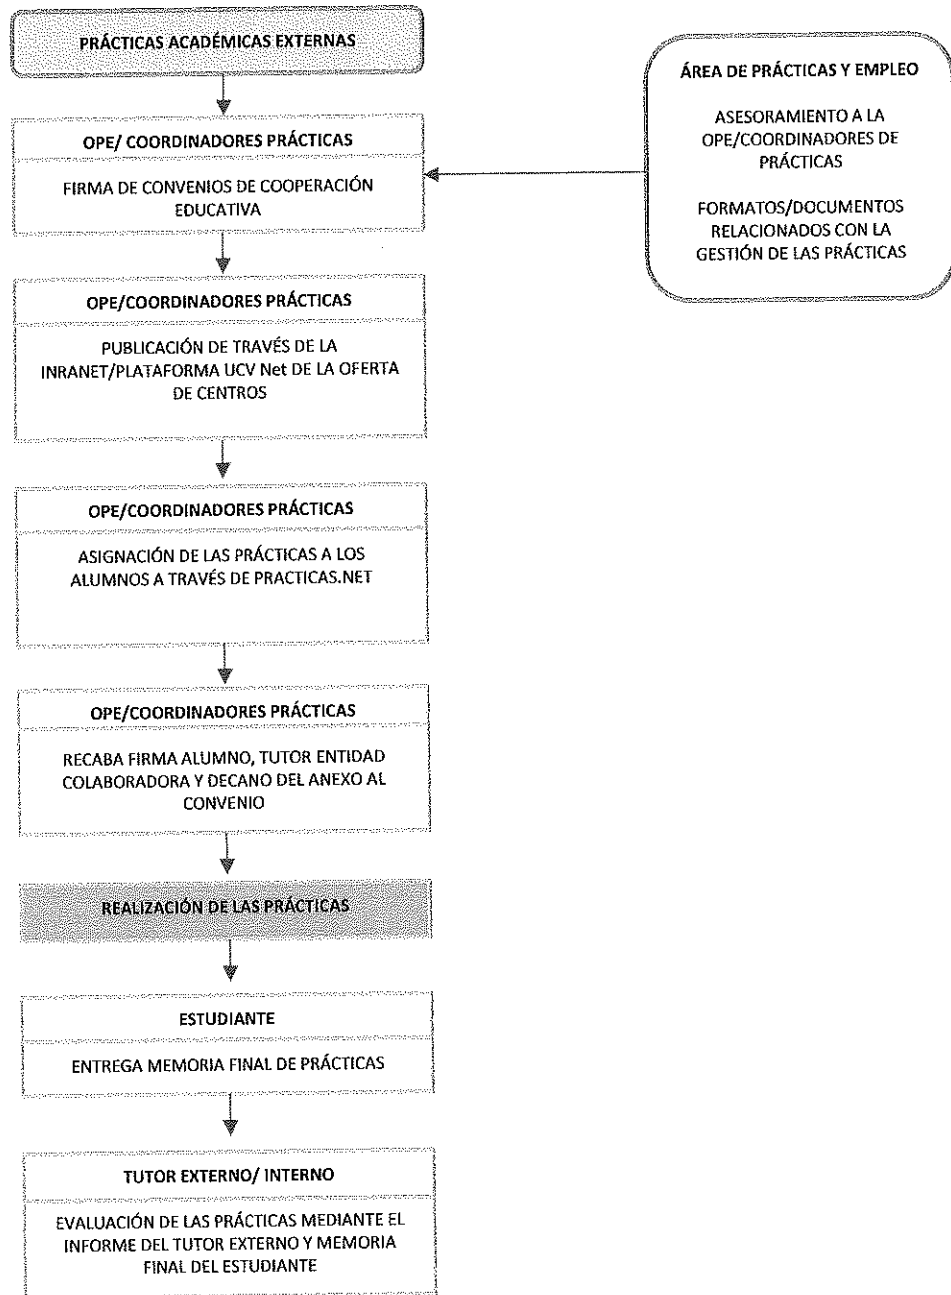 PRÁCTICAS ACADÉMICAS EXTERNAS
OPE/ COORDINADORES PRÁCTICAS
FIRMA DE CONVENIOS DE COOPERACIÓN
EDUCATIVA
ÁREA DE PRÁCTICAS Y EMPLEO
ASESORAMIENTO A LA
OPE/COORDINADORES DE
PRÁCTICAS
FORMATOS/DOCUMENTOS
RELACIONADOS CON LA
GESTIÓN DE LAS PRÁCTICAS
OPE/COORDINADORES PRÁCTICAS
PUBLICACIÓN DE TRAVÉS DE LA
INRANET/PLATAFORMA UCV Net DE LA OFERTA
DE CENTROS
OPE/COORDINADORES PRÁCTICAS
ASIGNACIÓN DE LAS PRÁCTICAS A LOS
ALUMNOS A TRAVÉS DE PRACTICAS.NET
OPE/COORDINADORES PRÁCTICAS
RECABA FIRMA ALUMNO, TUTOR ENTIDAD
COLABORADORA Y DECANO DEL ANEXO AL
CONVENIO
REALIZACIÓN DE LAS PRÁCTICAS
ESTUDIANTE
ENTREGA MEMORIA FINAL DE PRÁCTICAS
TUTOR EXTERNO/ INTERNO
EVALUACIÓN DE LAS PRÁCTICAS MEDIANTE EL
INFORME DEL TUTOR EXTERNO Y MEMORIA
FINAL DEL ESTUDIANTE